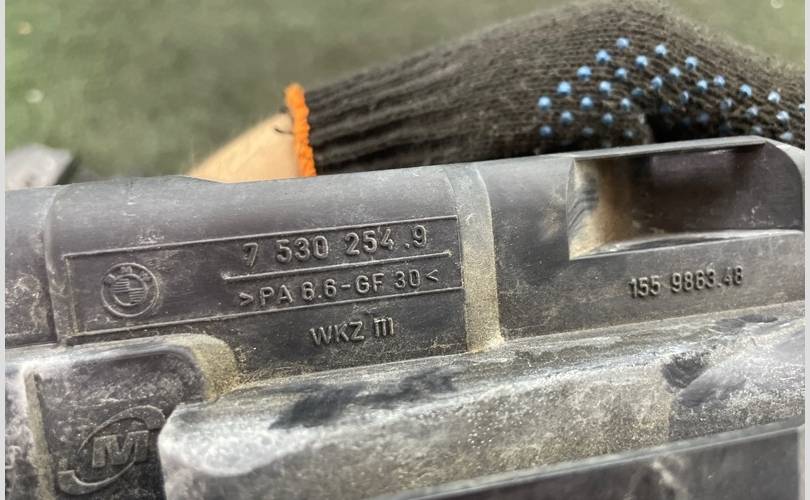 7 530 254.9
>PA 6.6-GF 30<
WKZ III
155 9863.48
M